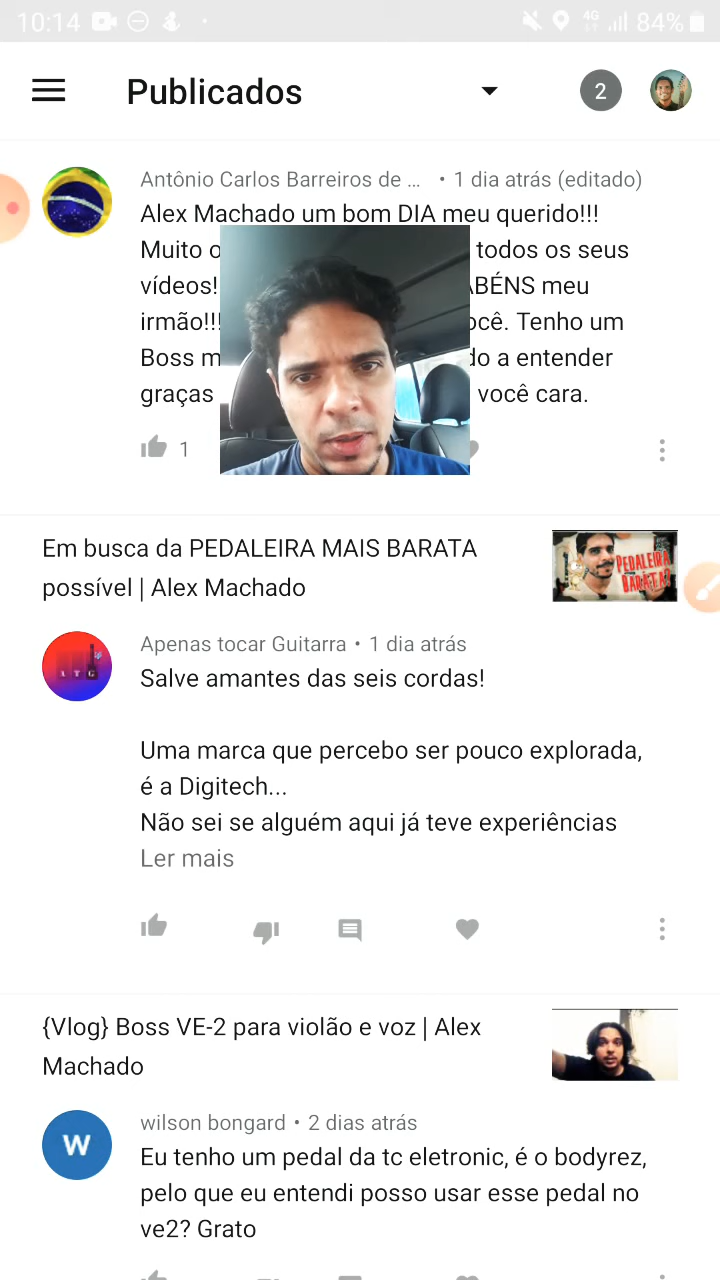 10:14
4G
84%
Publicados
2
Antônio Carlos Barreiros de ... • 1 dia atrás (editado)
Alex Machado um bom DIA meu querido!!!
Muito todos os seus
vídeos! meu
irmão!!! Tenho um
Boss a entender
graças você cara.
1
Em busca da PEDALEIRA MAIS BARATA
possível | Alex Machado
PEDALEIRA
BARATA?
Apenas tocar Guitarra • 1 dia atrás
ATG
Salve amantes das seis cordas!
Uma marca que percebo ser pouco explorada,
é a Digitech...
Não sei se alguém aqui já teve experiências
Ler mais
{Vlog} Boss VE-2 para violão e voz | Alex
Machado
wilson bongard • 2 dias atrás
W
Eu tenho um pedal da tc eletronic, é o bodyrez,
pelo que eu entendi posso usar esse pedal no
ve2? Grato